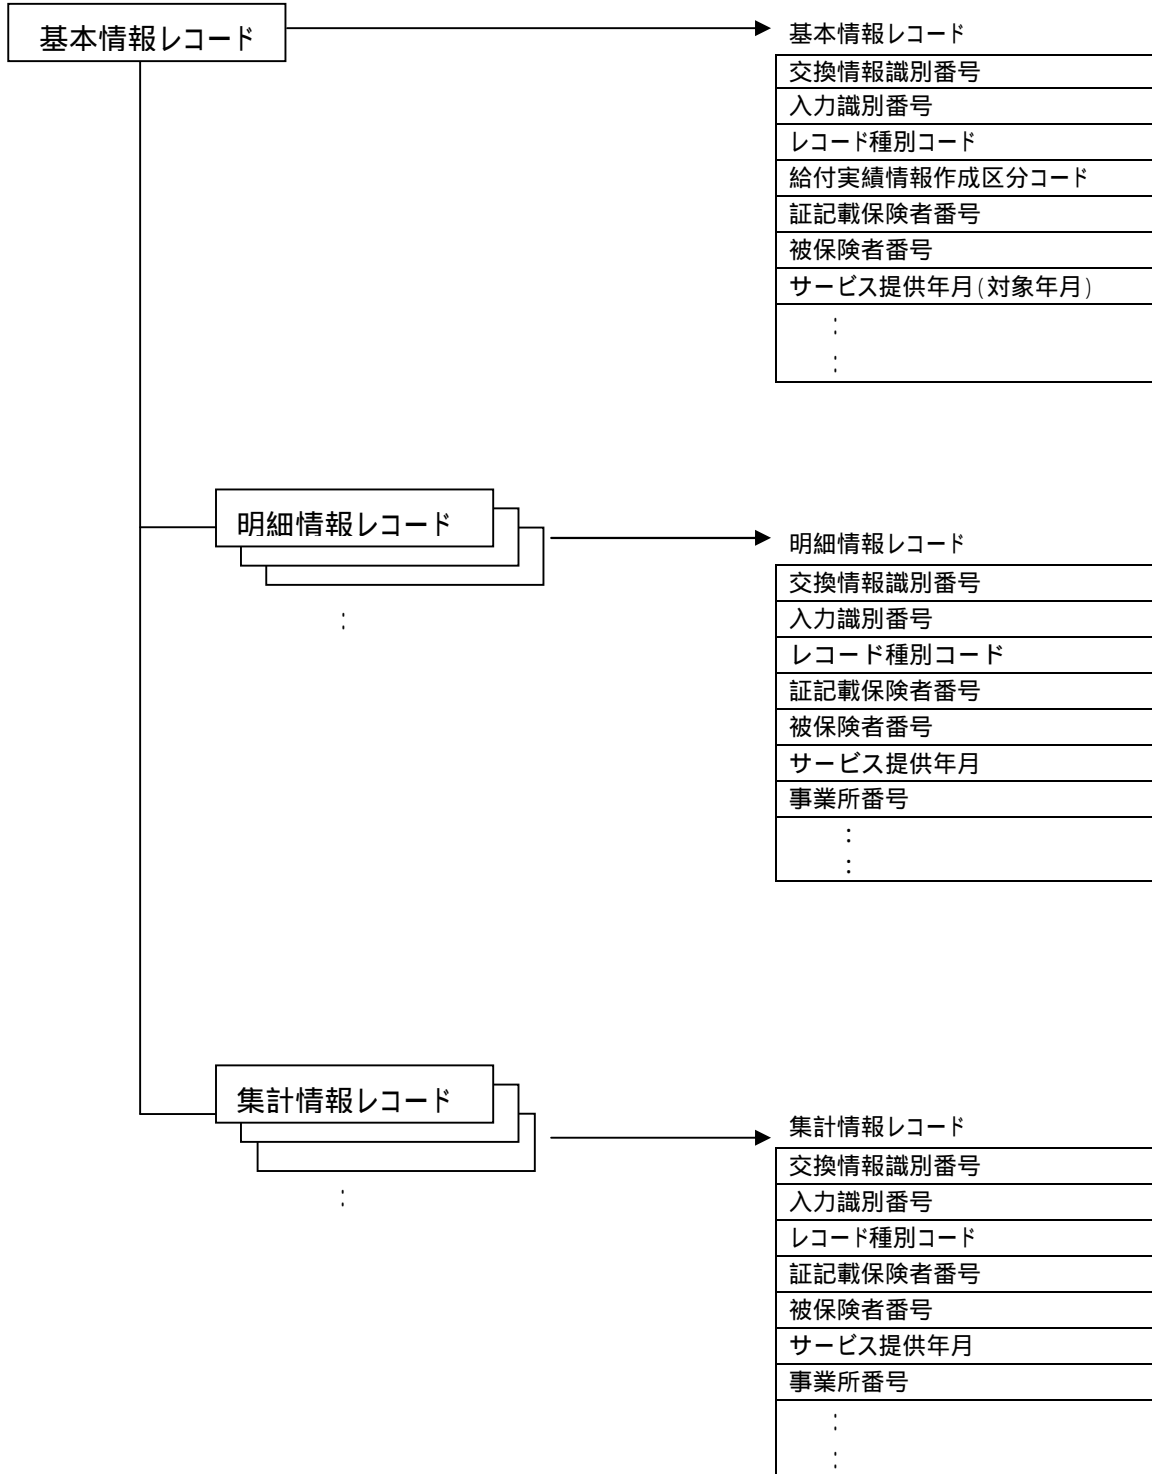 基本情報レコード
基本情報レコード
交換情報識別番号
入力識別番号
レコード種別コード
給付実績情報作成区分コード
証記載保険者番号
被保険者番号
サービス提供年月(対象年月)
:
:
明細情報レコード
:
明細情報レコード
交換情報識別番号
入力識別番号
レコード種別コード
証記載保険者番号
被保険者番号
サービス提供年月
事業所番号
:
:
集計情報レコード
:
集計情報レコード
交換情報識別番号
入力識別番号
レコード種別コード
証記載保険者番号
被保険者番号
サービス提供年月
事業所番号
:
: